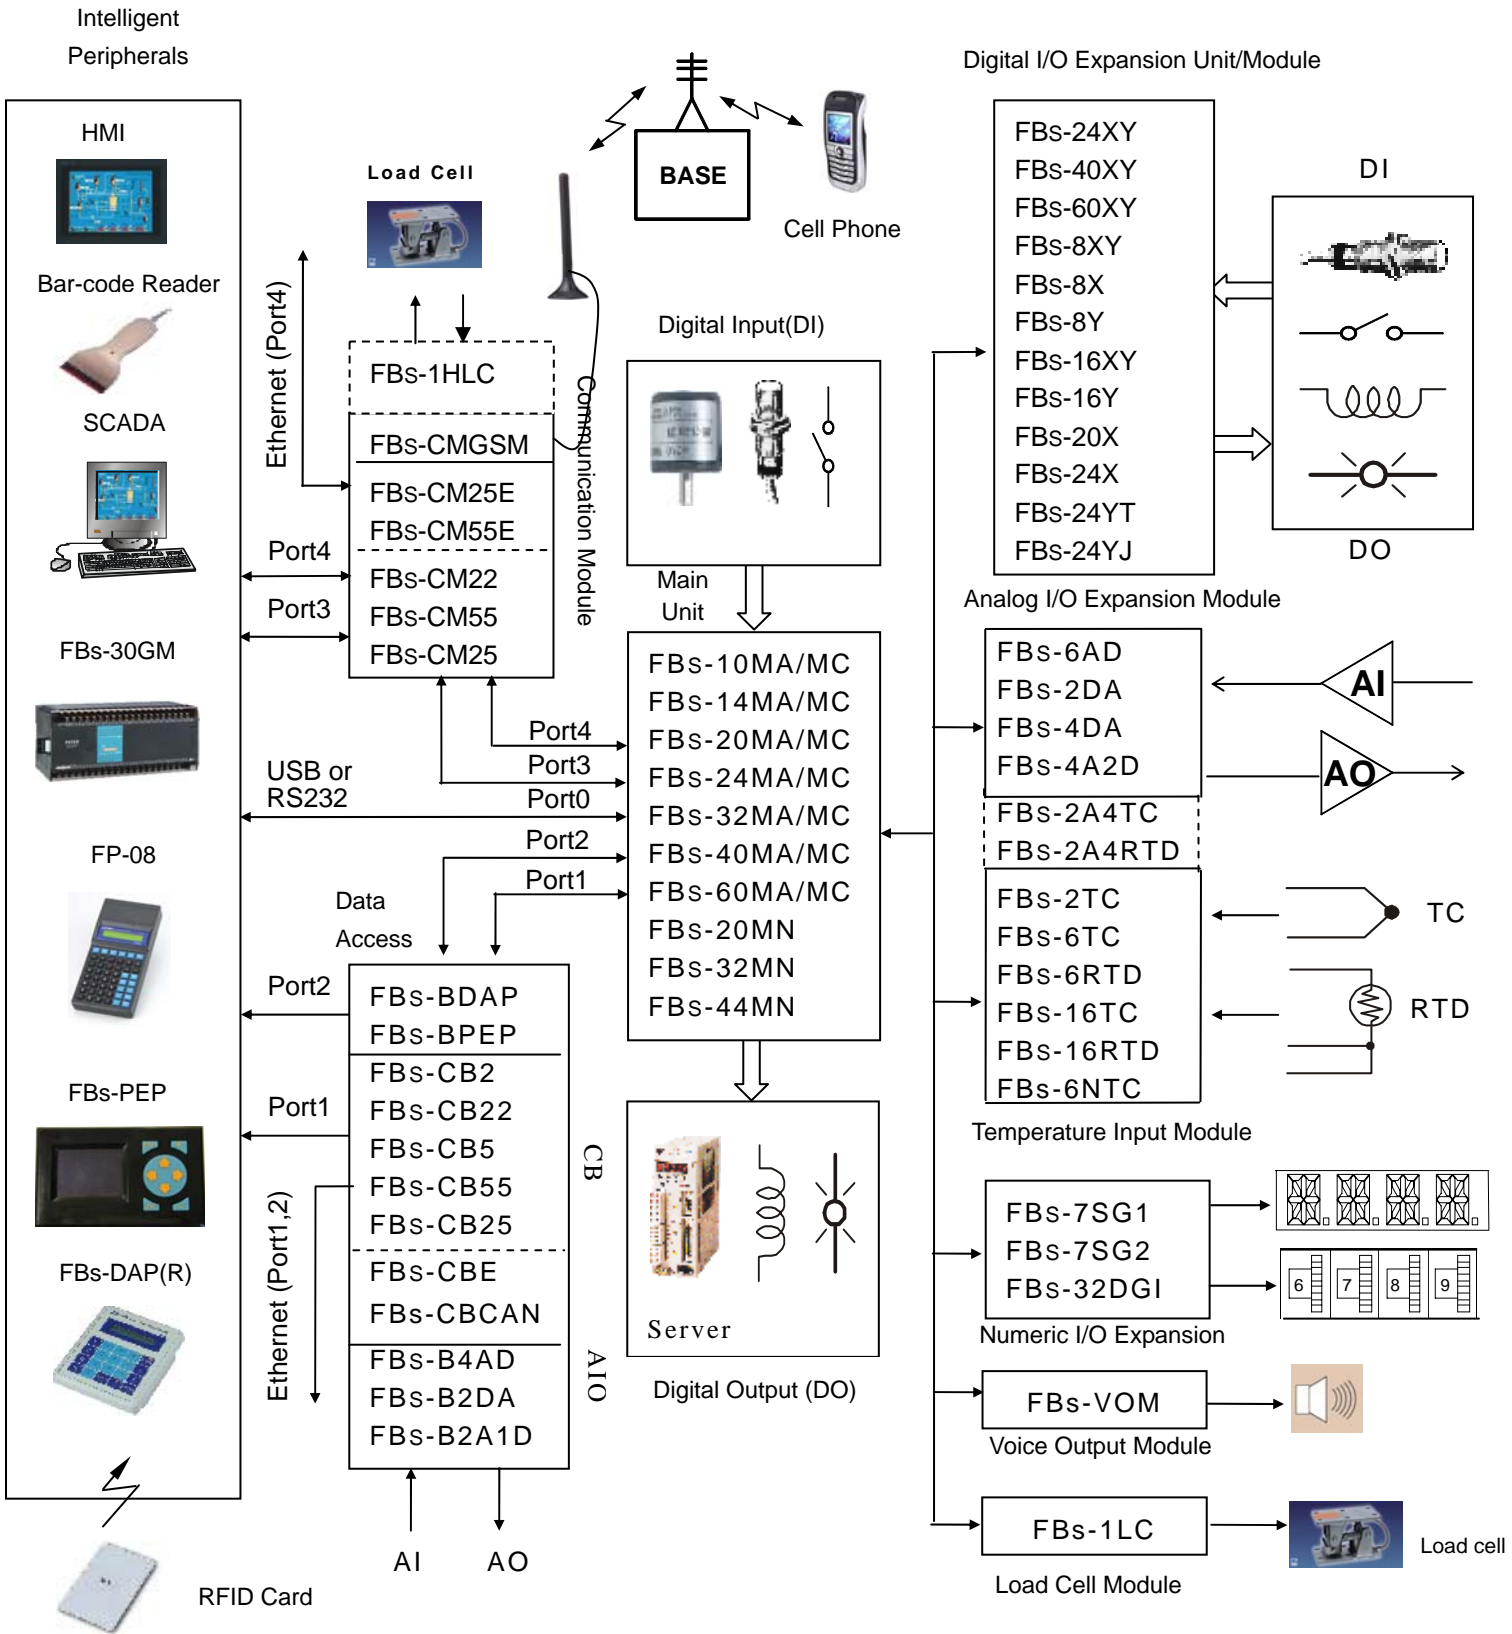 Intelligent
Peripherals
HMI
Bar-code Reader
SCADA
FBs-30GM
FP-08
FBs-PEP
FBs-DAP(R)
RFID Card
Load Cell
BASE
Cell Phone
Ethernet (Port4)
FBs-1HLC
FBs-CMGSM
FBs-CM25E
FBs-CM55E
FBs-CM22
FBs-CM55
FBs-CM25
Communication Module
Port4
Port3
USB or
RS232
Port4
Port3
Port0
Port2
Port1
Data
Access
Port2
Port1
Ethernet (Port1,2)
FBs-BDAP
FBs-BPEP
FBs-CB2
FBs-CB22
FBs-CB5
FBs-CB55
FBs-CB25
FBs-CBE
FBs-CBCAN
FBs-B4AD
FBs-B2DA
FBs-B2A1D
CB
AIO
AI
AO
Digital Input(DI)
Main
Unit
FBs-10MA/MC
FBs-14MA/MC
FBs-20MA/MC
FBs-24MA/MC
FBs-32MA/MC
FBs-40MA/MC
FBs-60MA/MC
FBs-20MN
FBs-32MN
FBs-44MN
Server
Digital Output (DO)
Digital I/O Expansion Unit/Module
FBs-24XY
FBs-40XY
FBs-60XY
FBs-8XY
FBs-8X
FBs-8Y
FBs-16XY
FBs-16Y
FBs-20X
FBs-24X
FBs-24YT
FBs-24YJ
DI
DO
Analog I/O Expansion Module
FBs-6AD
FBs-2DA
FBs-4DA
FBs-4A2D
FBs-2A4TC
FBs-2A4RTD
FBs-2TC
FBs-6TC
FBs-6RTD
FBs-16TC
FBs-16RTD
FBs-6NTC
AI
AO
TC
RTD
Temperature Input Module
FBs-7SG1
FBs-7SG2
FBs-32DGI
6 7 8 9
Numeric I/O Expansion
FBs-VOM
Voice Output Module
FBs-1LC
Load cell
Load Cell Module